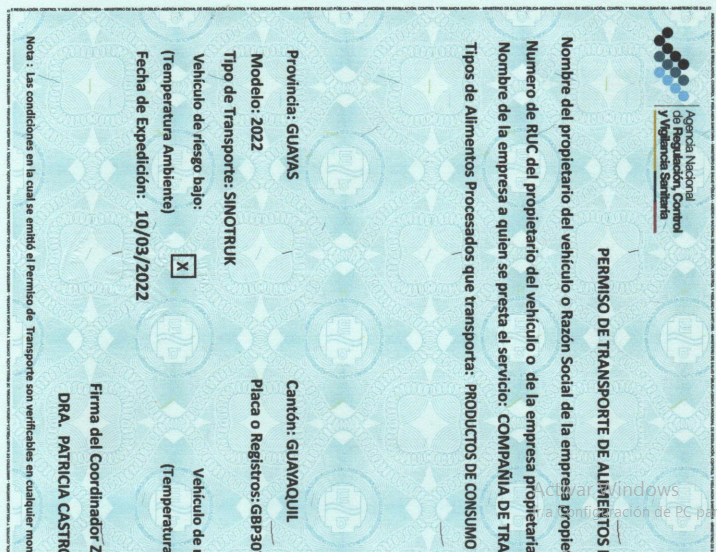 Agencia Nacional
de Regulación, Control
y Vigilancia Sanitaria
PERMISO DE TRANSPORTE DE ALIMENTOS
Nombre del propietario del vehículo o Razón Social de la empresa
Numero de RUC del propietario del vehículo o de la empresa propietaria
Nombre de la empresa a quien se presta el servicio: COMPAÑIA DE TRA
Tipos de Alimentos Procesados que transporta: PRODUCTOS DE CONSUMO
Provincia: GUAYAS Cantón: GUAYAQUIL
Modelo: 2022 Placa o Registros: GBP30
Tipo de Transporte: SINOTRUK
Vehículo de riesgo bajo: Vehículo de
(Temperatura Ambiente) X (Temperatura
Fecha de Expedición: 10/03/2022
Firma del Coordinador Z
DRA. PATRICIA CASTRO
Nota : Las condiciones en la cual se emitió el Permiso de Transporte son verificables en cualquier mom
Activar Windows